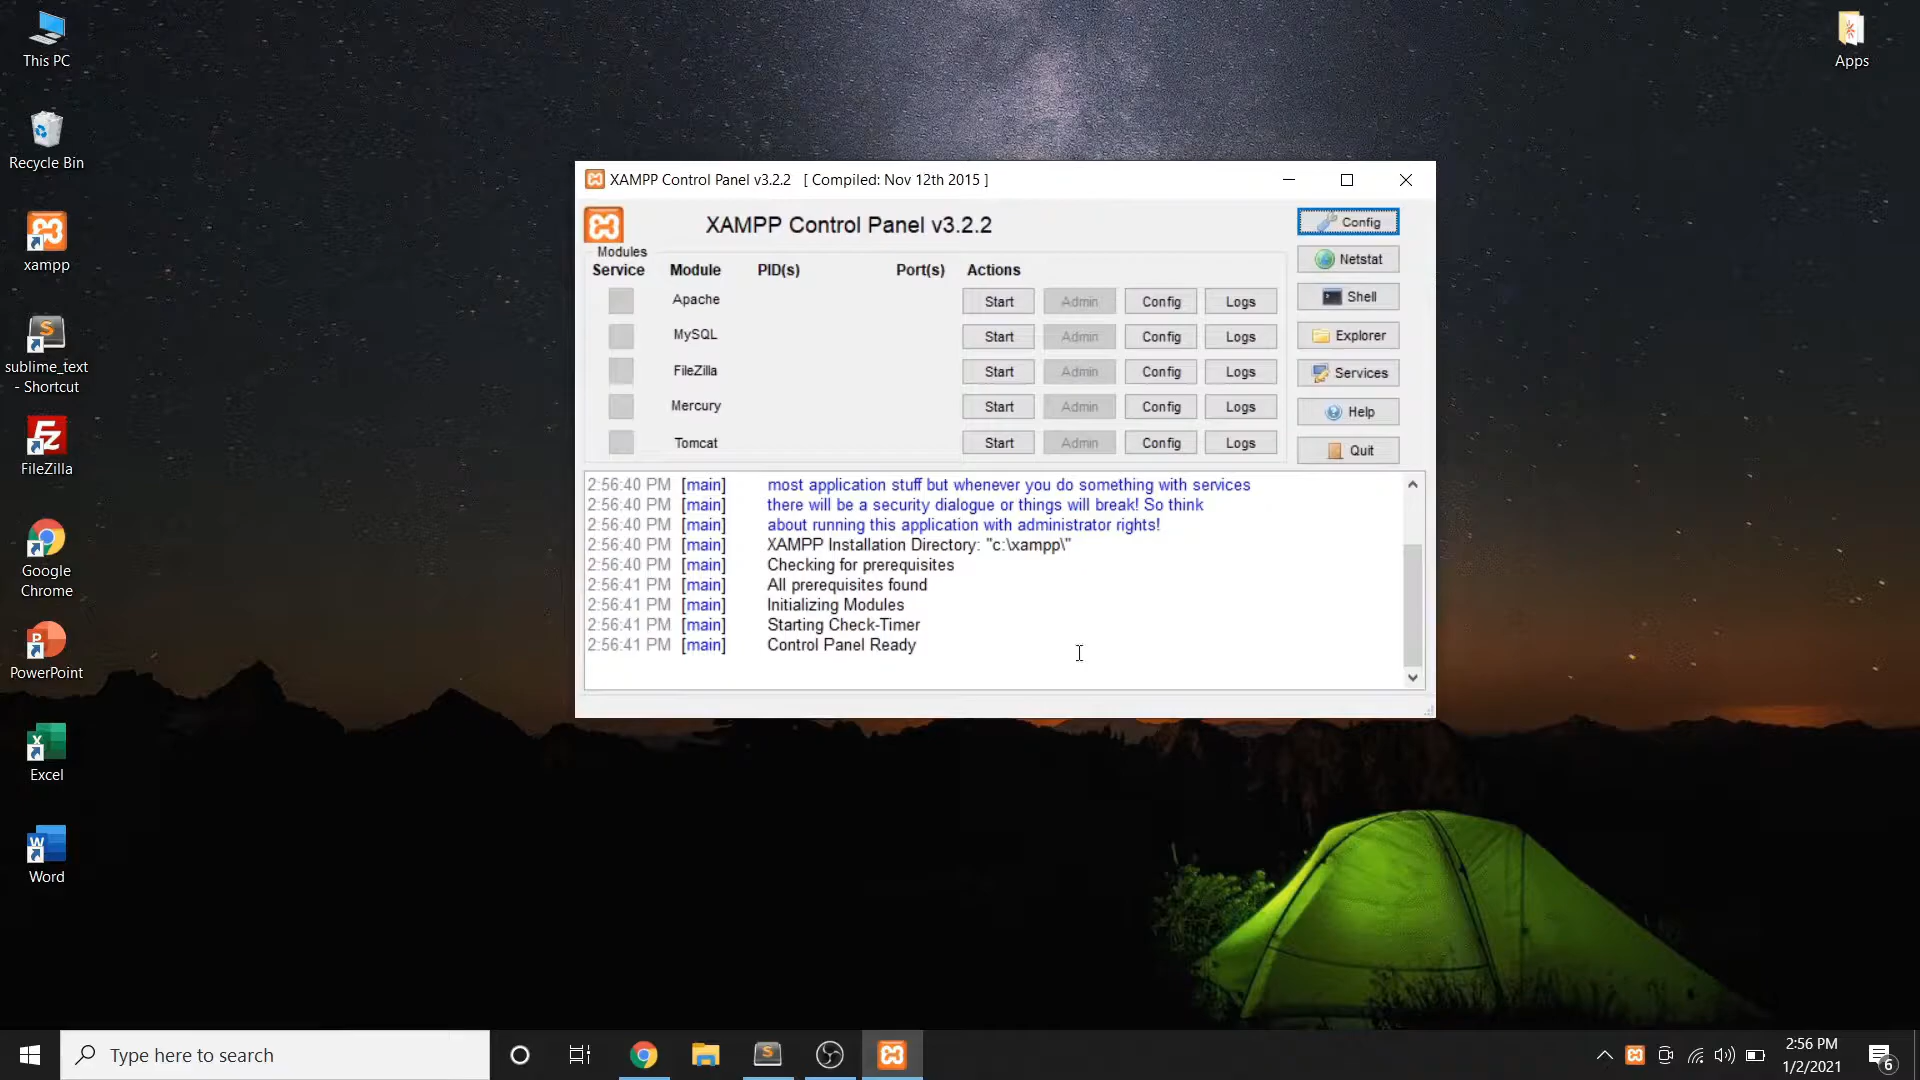 This PC
Recycle Bin
xampp
sublime_text
- Shortcut
FileZilla
Google
Chrome
PowerPoint
Excel
Word
Apps
XAMPP Control Panel v3.2.2 [ Compiled: Nov 12th 2015 ]
XAMPP Control Panel v3.2.2
Config
Modules
Service Module PID(s) Port(s) Actions
Netstat
Apache Start Admin Config Logs
Shell
MySQL Start Admin Config Logs
Explorer
FileZilla Start Admin Config Logs
Services
Mercury Start Admin Config Logs
Help
Tomcat Start Admin Config Logs
Quit
2:56:40 PM [main] most application stuff but whenever you do something with services
2:56:40 PM [main] there will be a security dialogue or things will break! So think
2:56:40 PM [main] about running this application with administrator rights!
2:56:40 PM [main] XAMPP Installation Directory: "c:\xampp\"
2:56:40 PM [main] Checking for prerequisites
2:56:41 PM [main] All prerequisites found
2:56:41 PM [main] Initializing Modules
2:56:41 PM [main] Starting Check-Timer
2:56:41 PM [main] Control Panel Ready
Type here to search
2:56 PM
1/2/2021
6